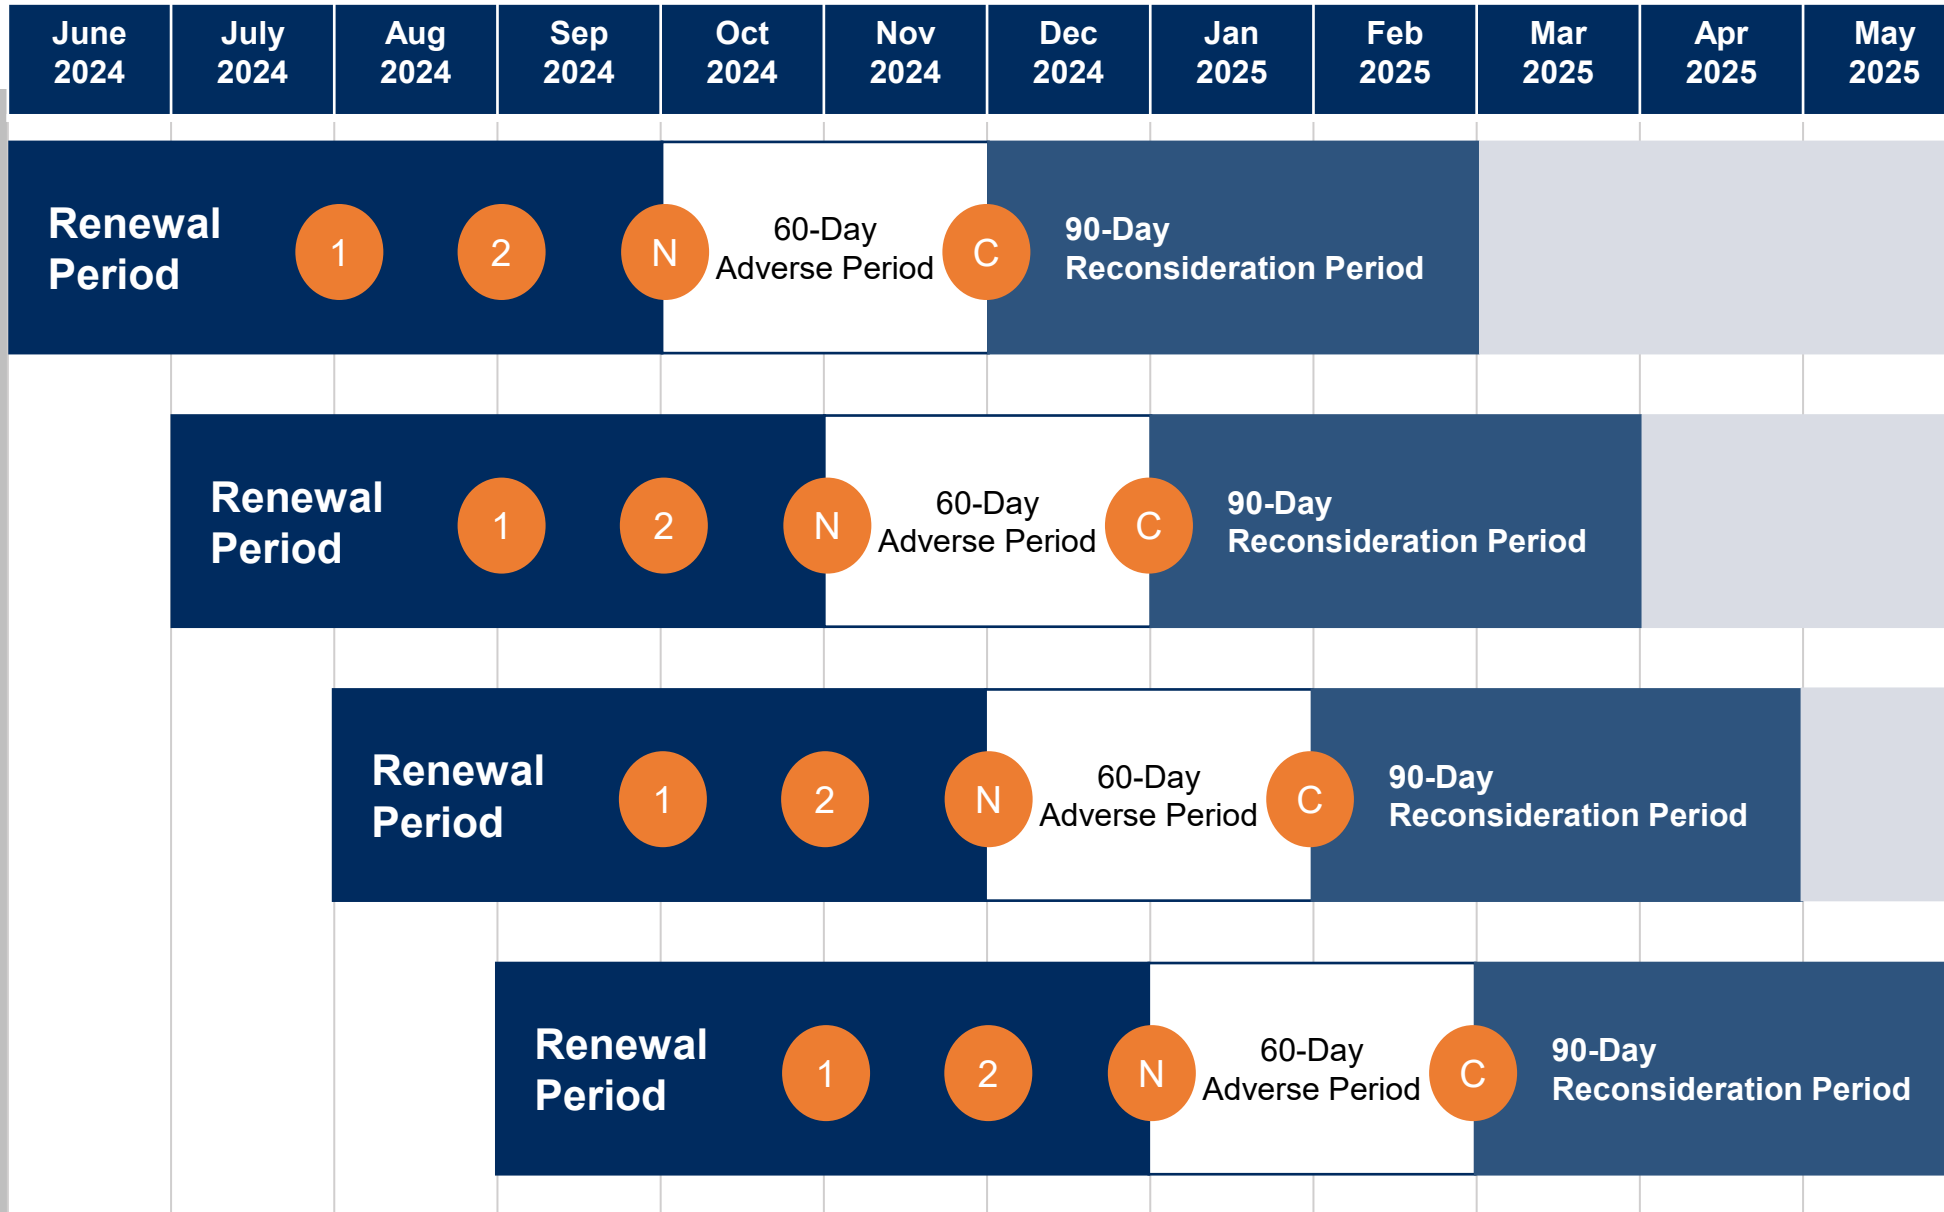 June July Aug Sep Oct Nov Dec Jan Feb Mar Apr May
2024 2024 2024 2024 2024 2024 2024 2025 2025 2025 2025 2025
Renewal
Period
1
2
N
60-Day
Adverse Period
C
90-Day
Reconsideration Period
Renewal
Period
1
2
N
60-Day
Adverse Period
C
90-Day
Reconsideration Period
Renewal
Period
1
2
N
60-Day
Adverse Period
C
90-Day
Reconsideration Period
Renewal
Period
1
2
N
60-Day
Adverse Period
C
90-Day
Reconsideration Period